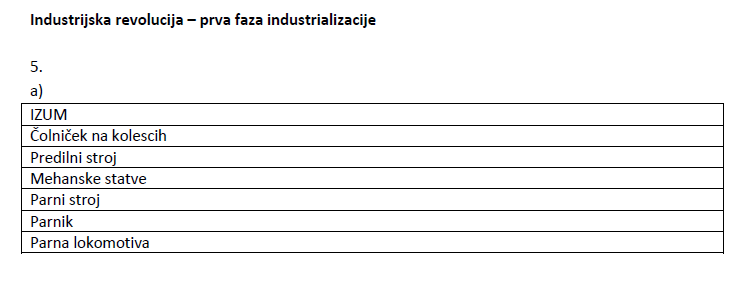 Industrijska revolucija – prva faza industrializacije
5.
a)
IZUM
Čolniček na kolescih
Predilni stroj
Mehanske statve
Parni stroj
Parnik
Parna lokomotiva